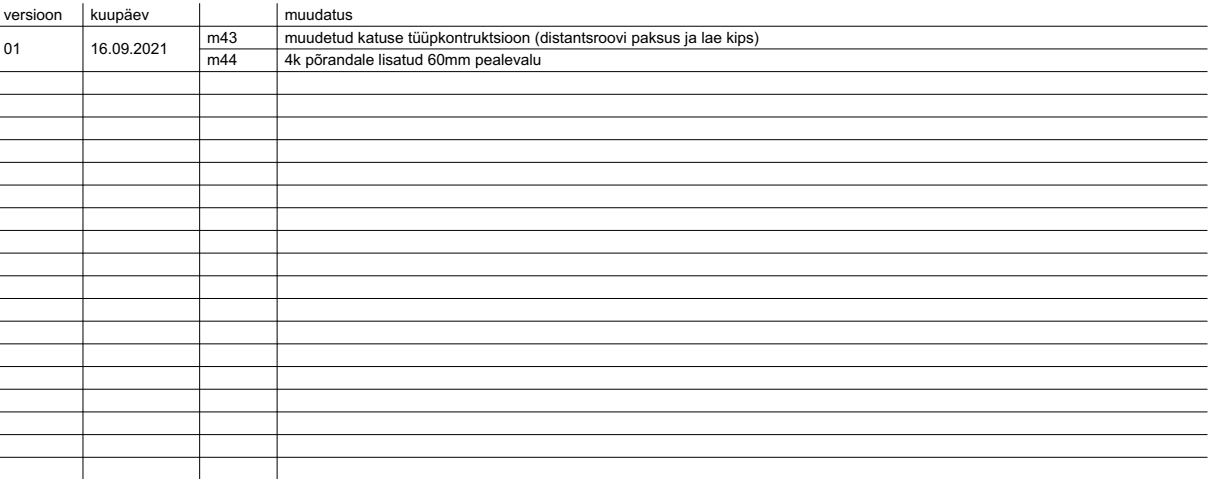 versioon kuupäev muudatus
01 16.09.2021 m43 muudetud katuse tüüpkontruktsioon (distantsroovi paksus ja lae kips)
m44 4k põrandale lisatud 60mm pealevalu